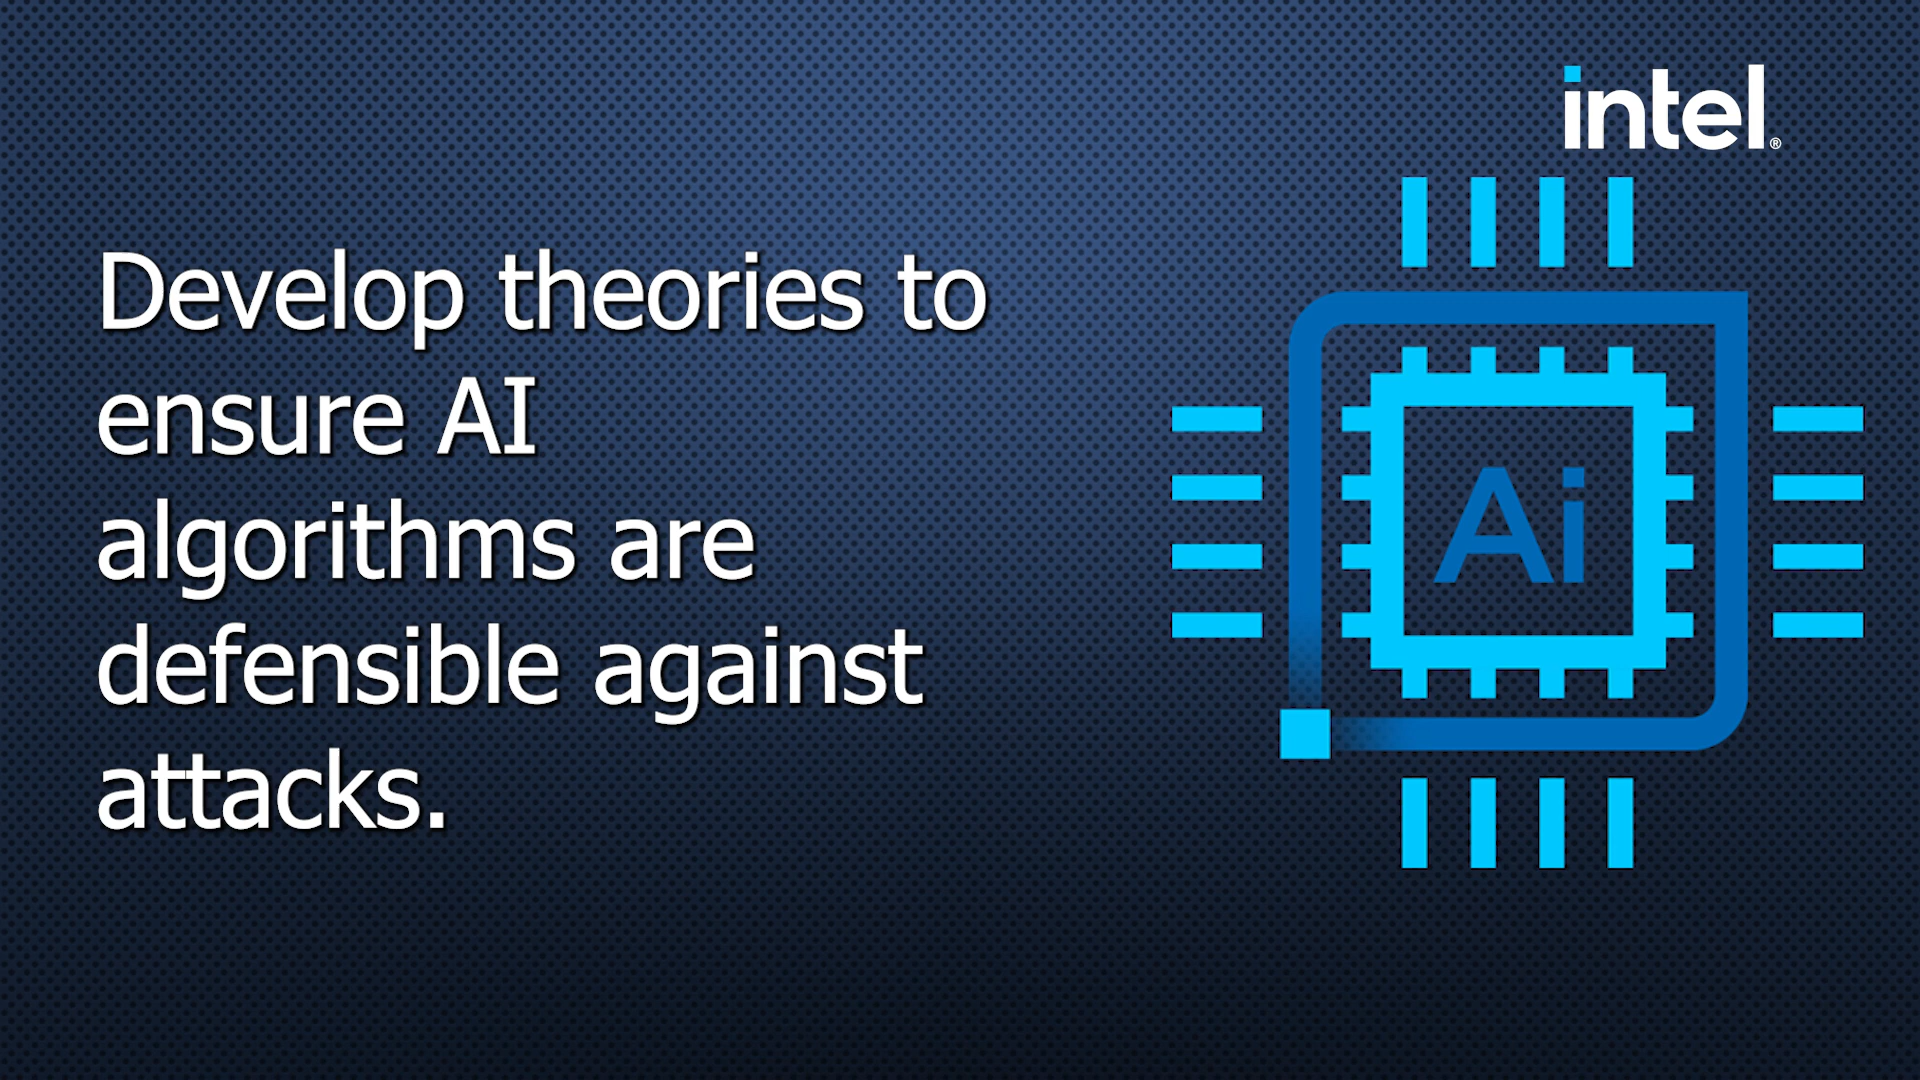 intel®
Develop theories to
ensure AI
algorithms are
defensible against
attacks.
Ai